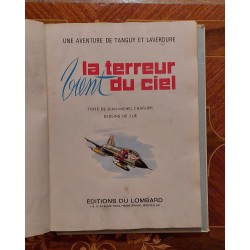 UNE AVENTURE DE TANGUY ET LAVERDURE
la terreur
vient du ciel
TEXTE DE JEAN-MICHEL CHARLIER
DESSINS DE JIJÉ
EDITIONS DU LOMBARD